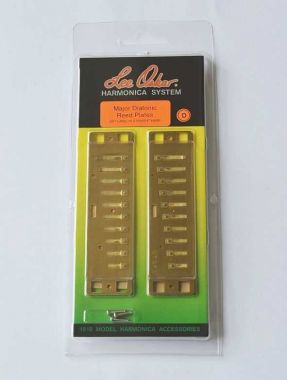 Lee Oskar
HARMONICA SYSTEM
Major Diatonic
Reed Plates
D
1910 MODEL HARMONICA ACCESSORIES